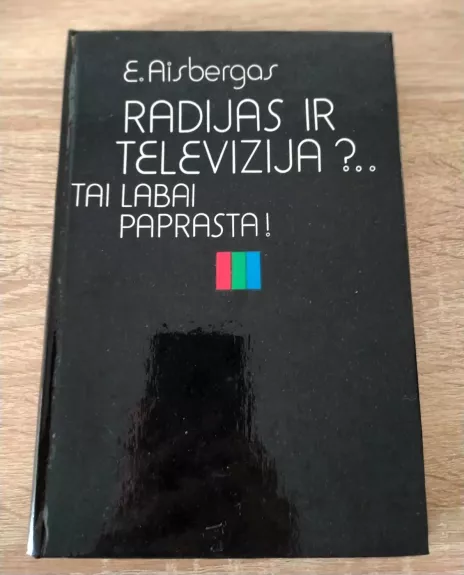 E. Aisbergas
RADIJAS IR
TELEVIZIJA?..
TAI LABAI
PAPRASTA!